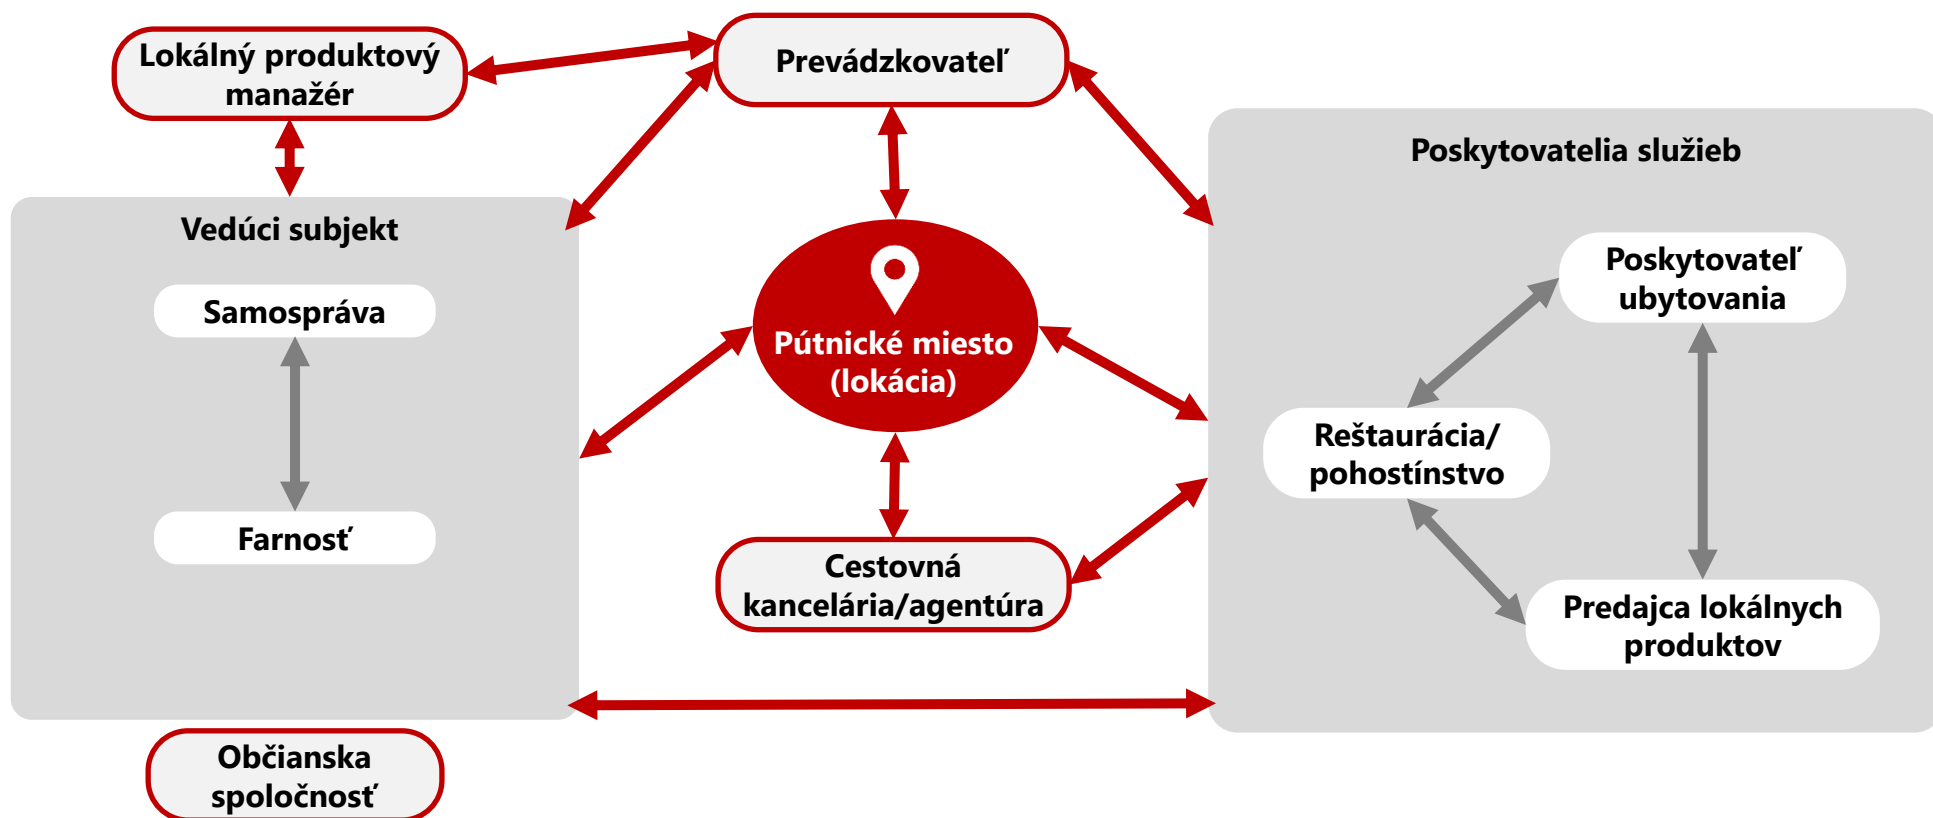 Lokálný produktový
manažér
Prevádzkovateľ
Poskytovatelia služieb
Vedúci subjekt
Samospráva
Farnosť
Pútnické miesto
(lokácia)
Poskytovateľ
ubytovania
Reštaurácia/
pohostínstvo
Cestovná
kancelária/agentúra
Predajca lokálnych
produktov
Občianska
spoločnosť